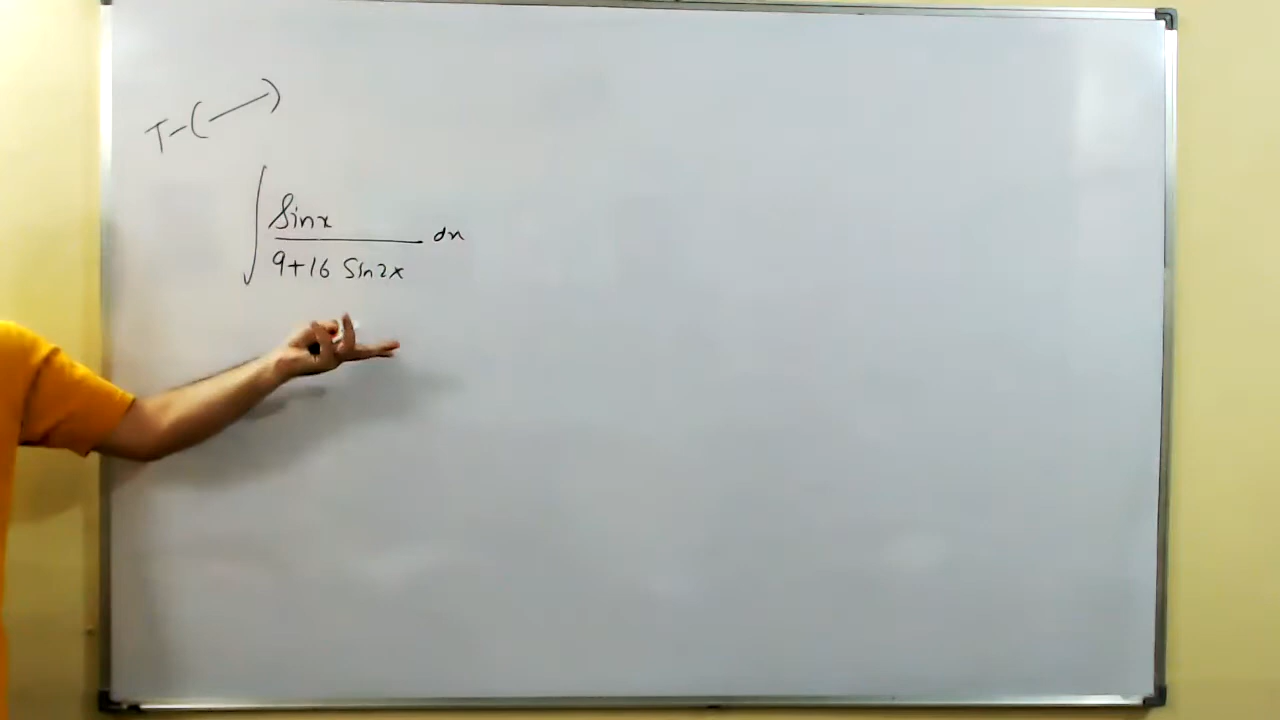 T-( )
∫ Sinx / 9+16 Sin2x dx